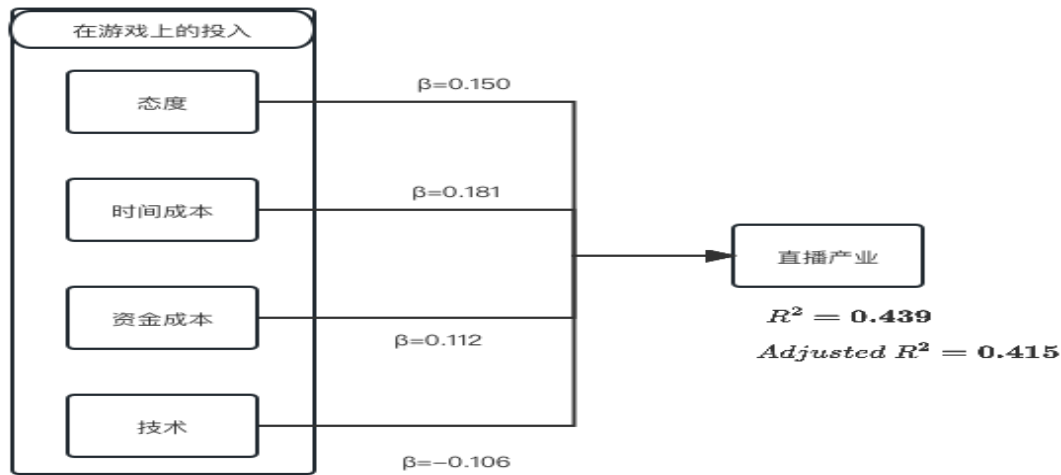 在游戏上的投入
态度
β=0.150
时间成本
β=0.181
资金成本
β=0.112
技术
β=-0.106
直播产业
R² = 0.439
Adjusted R² = 0.415